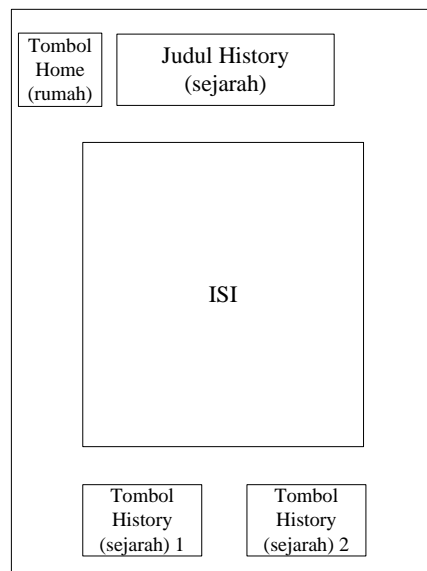 Tombol
Home
(rumah)
Judul History
(sejarah)
ISI
Tombol
History
(sejarah) 1
Tombol
History
(sejarah) 2